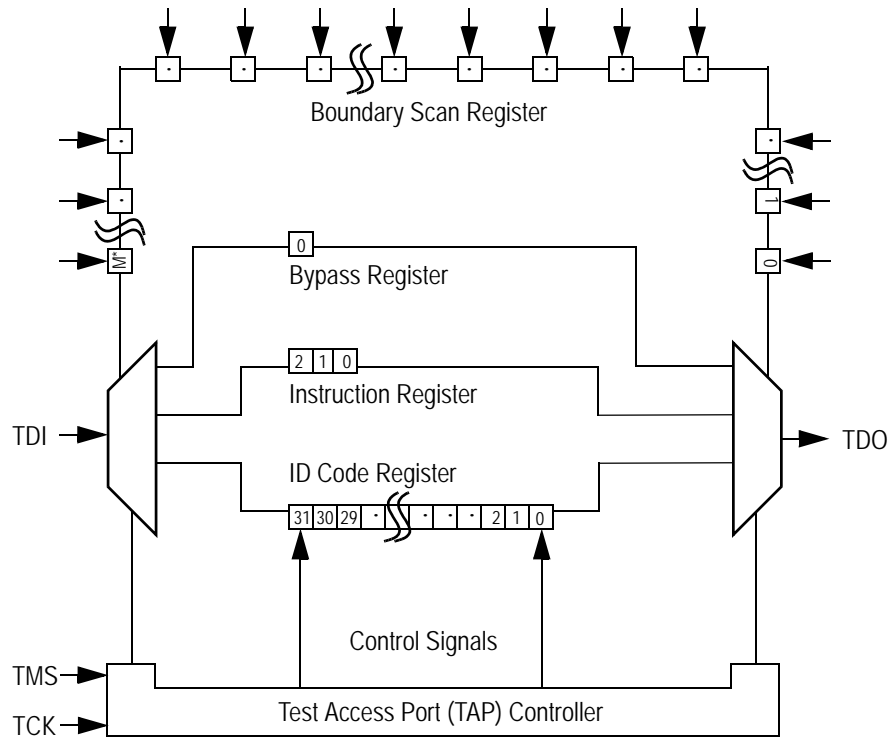 · · · · · · · ·
Boundary Scan Register
· ·
· 1
M* 0
0
Bypass Register
2 1 0
Instruction Register
TDI TDO
ID Code Register
31 30 29 · · · · 2 1 0
Control Signals
TMS
Test Access Port (TAP) Controller
TCK